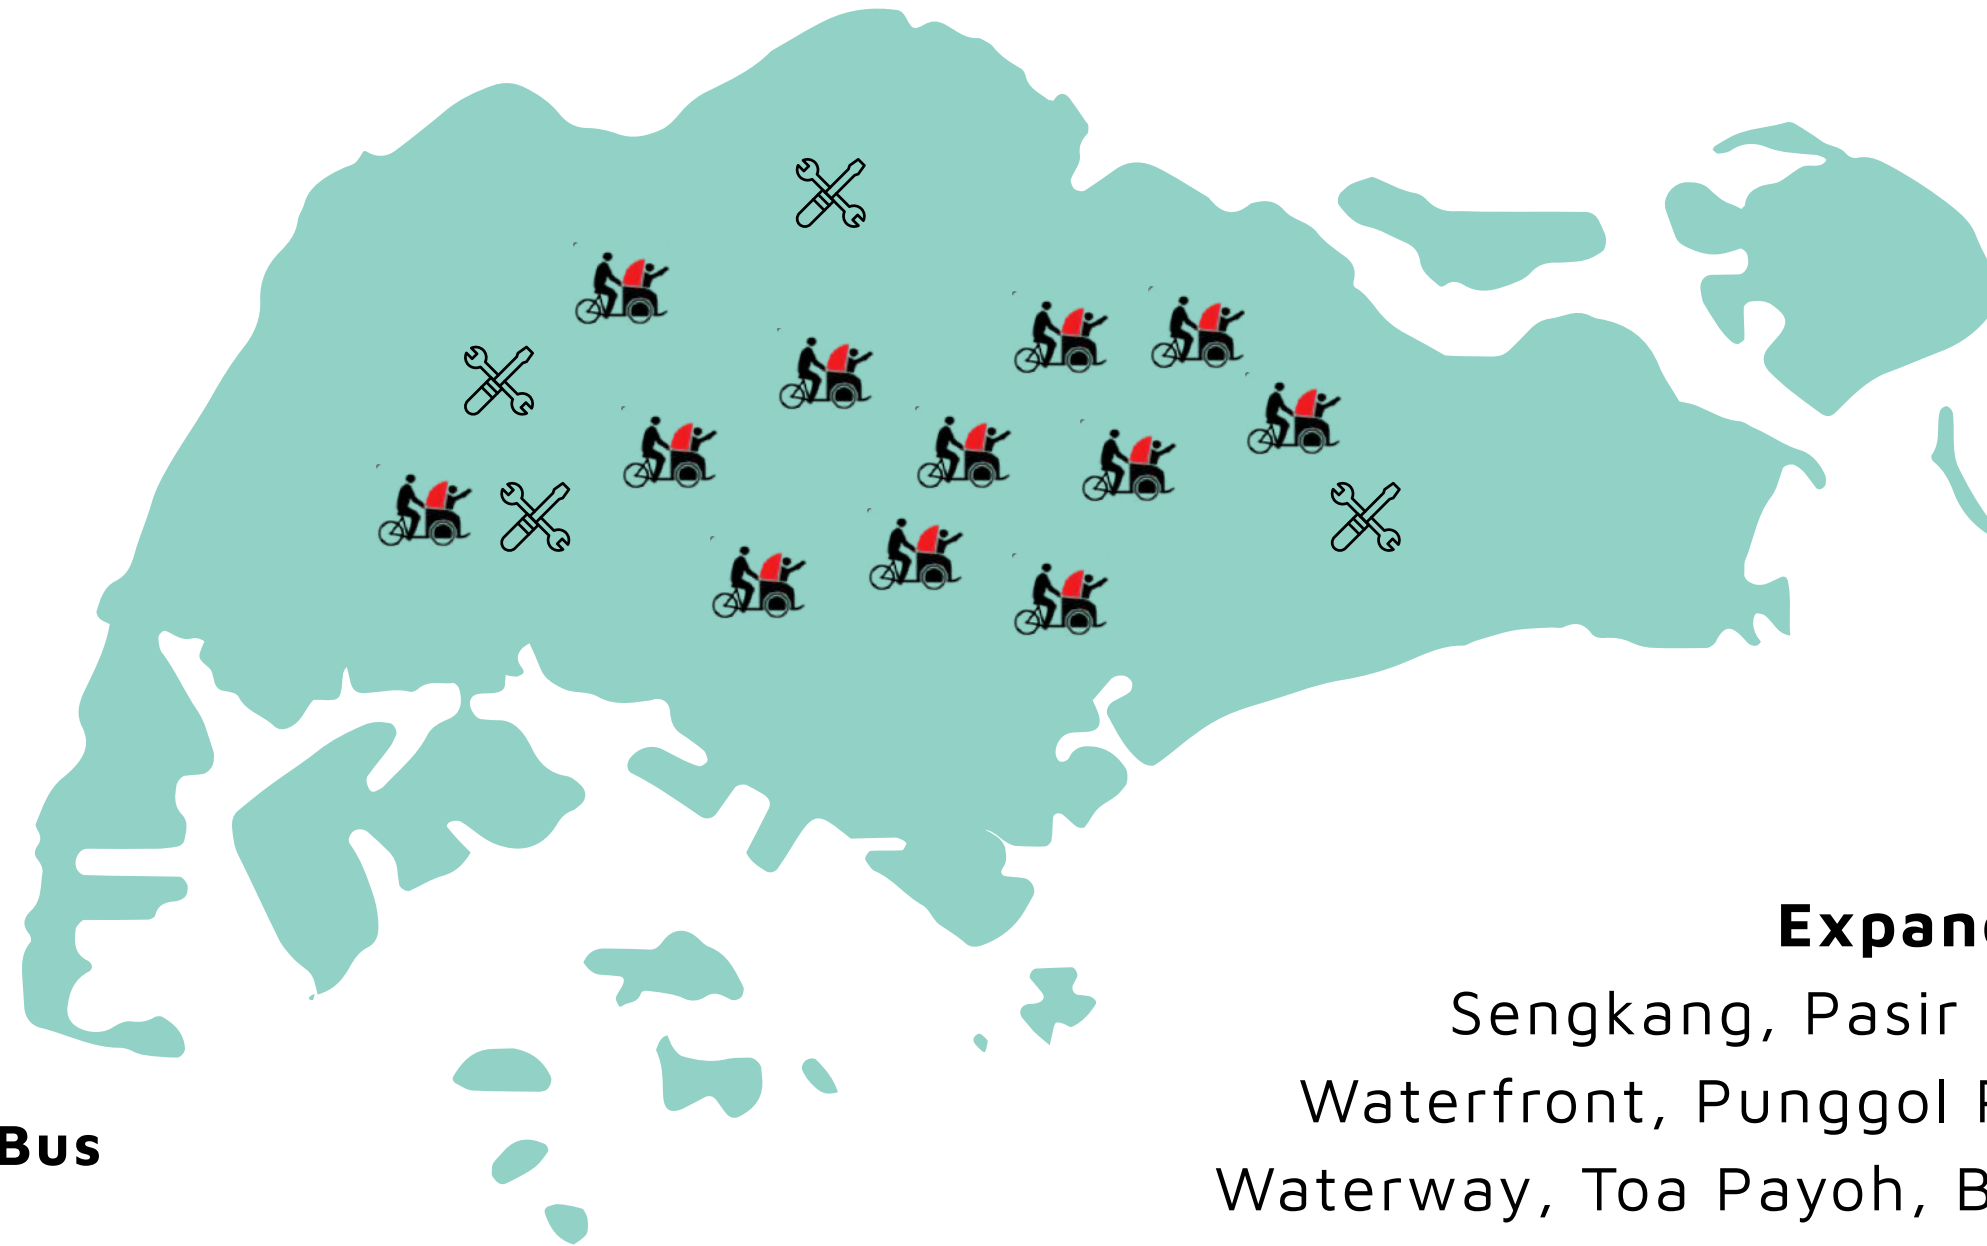 Expan
Sengkang, Pasir
Waterfront, Punggol
Bus
Waterway, Toa Payoh,